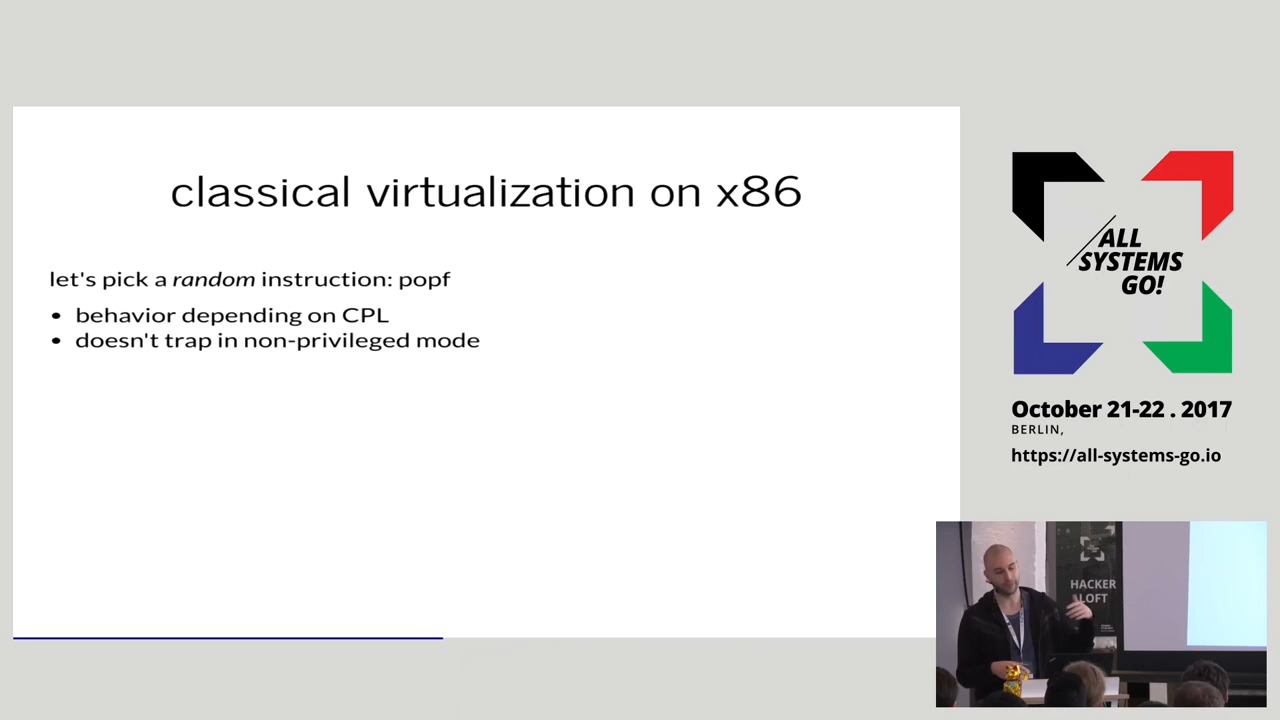 classical virtualization on x86
let's pick a random instruction: popf
• behavior depending on CPL
• doesn't trap in non-privileged mode
ALL
SYSTEMS
GO!
October 21-22 . 2017
BERLIN,
https://all-systems-go.io
HACKER
LOFT